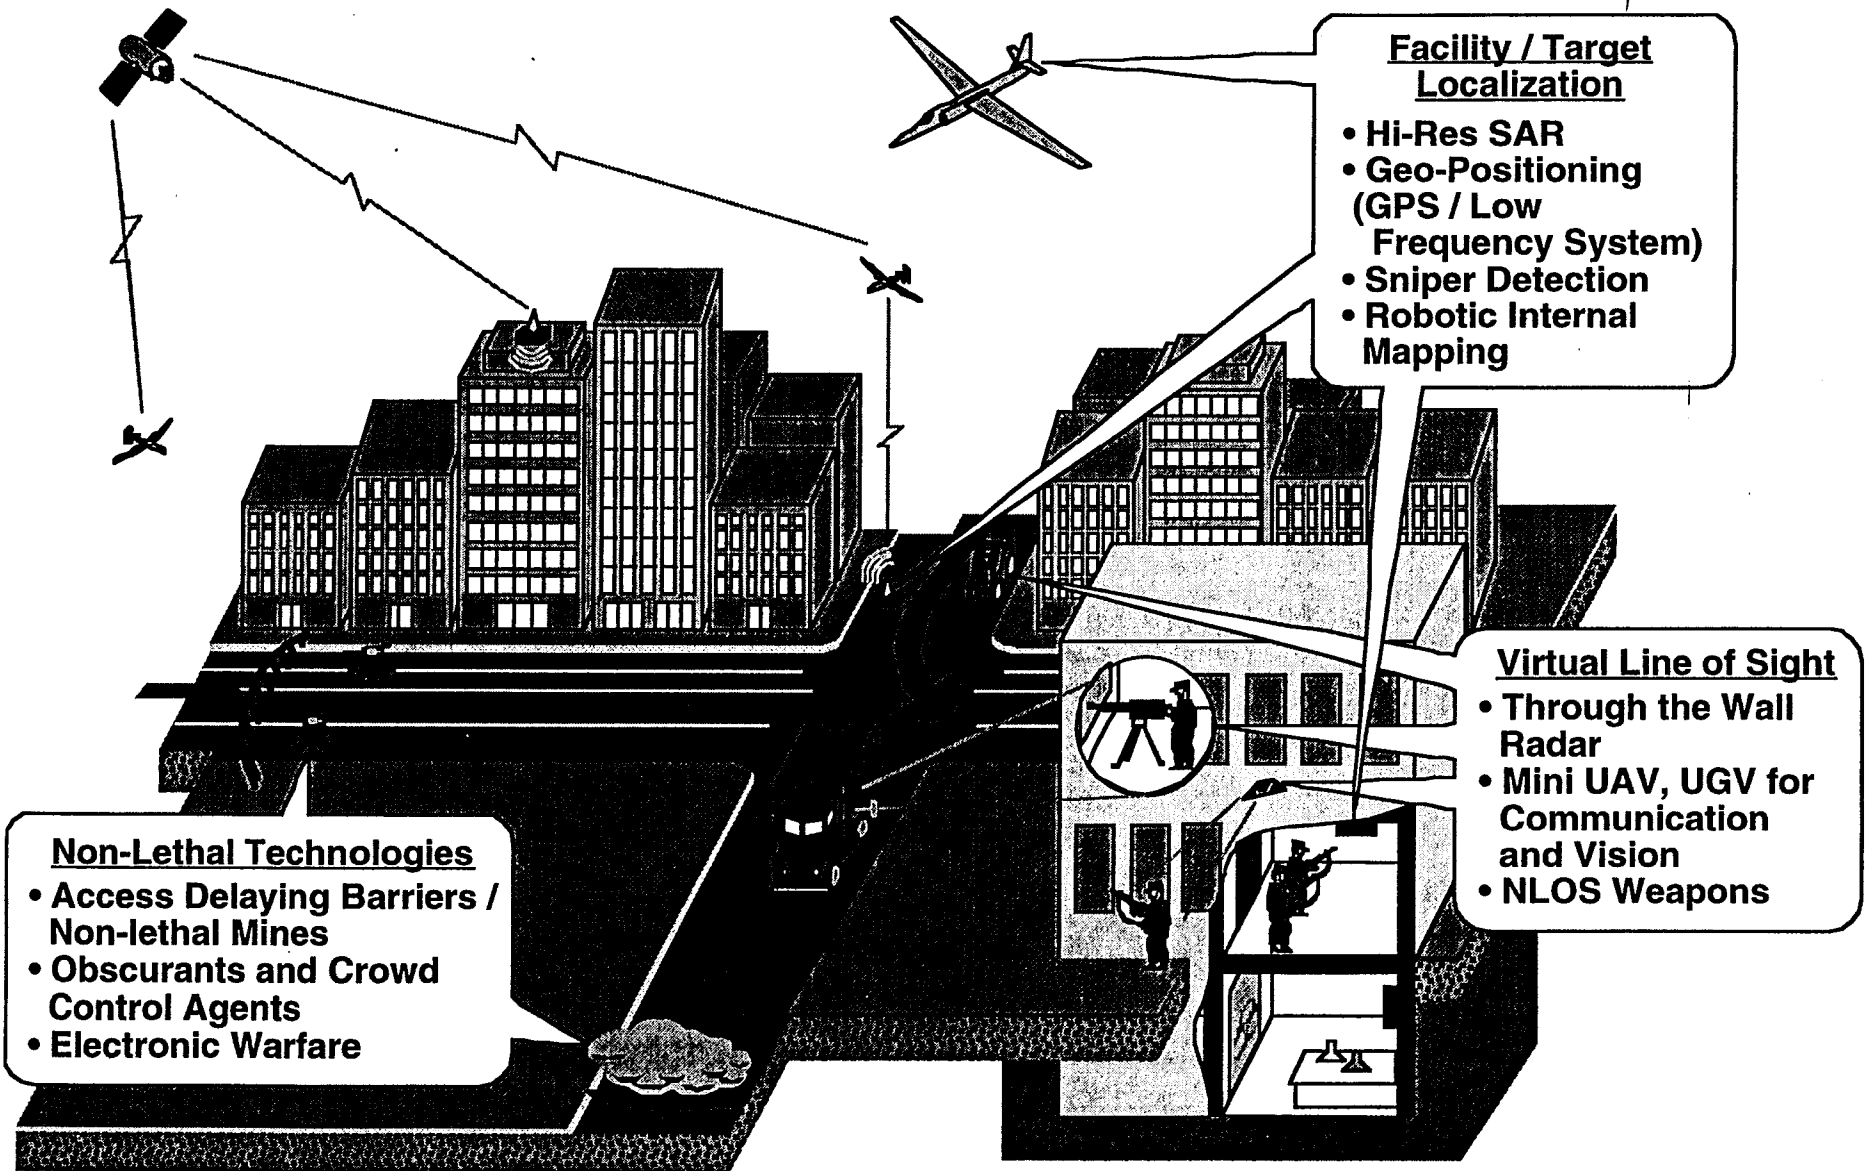 Facility / Target
Localization
• Hi-Res SAR
• Geo-Positioning
(GPS / Low
Frequency System)
• Sniper Detection
• Robotic Internal
Mapping
Virtual Line of Sight
• Through the Wall
Radar
• Mini UAV, UGV for
Communication
and Vision
• NLOS Weapons
Non-Lethal Technologies
• Access Delaying Barriers /
Non-lethal Mines
• Obscurants and Crowd
Control Agents
• Electronic Warfare